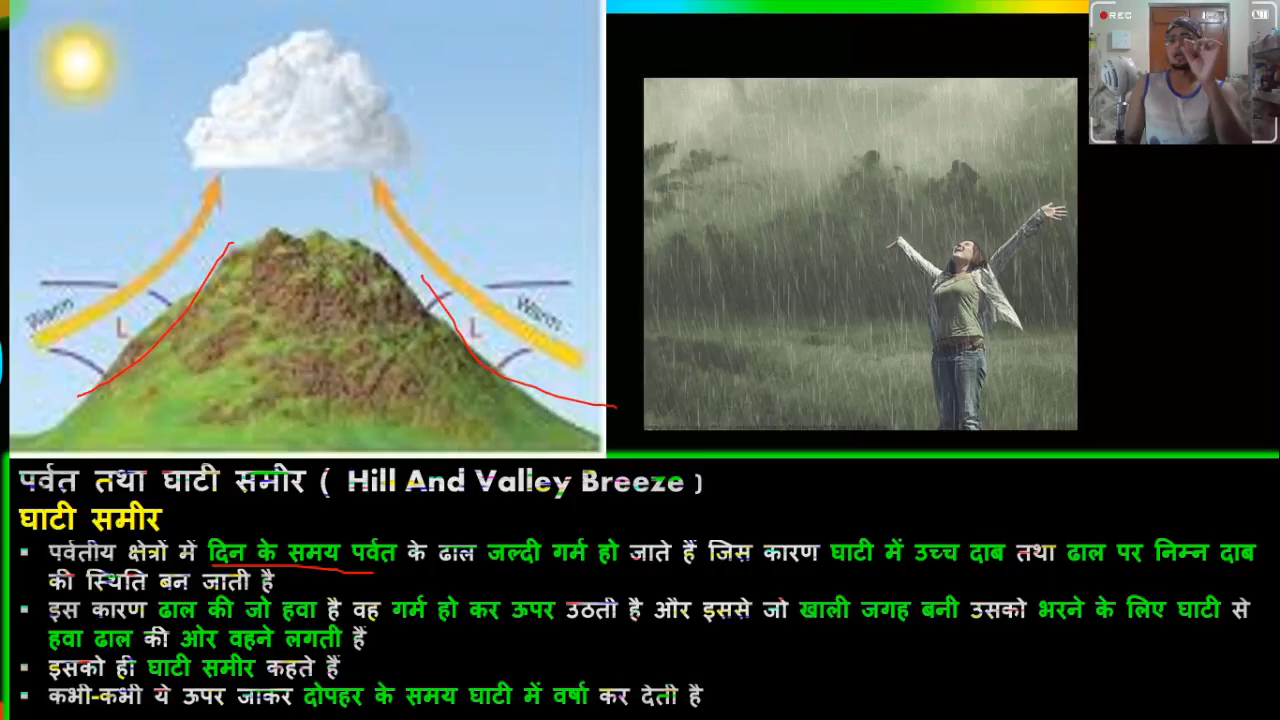 REC
Warm
L
L
Warm
पर्वत तथा घाटी समीर ( Hill And Valley Breeze )
घाटी समीर
▪ पर्वतीय क्षेत्रों में दिन के समय पर्वत के ढाल जल्दी गर्म हो जाते हैं जिस कारण घाटी में उच्च दाब तथा ढाल पर निम्न दाब
की स्थिति बन जाती है
▪ इस कारण ढाल की जो हवा है वह गर्म हो कर ऊपर उठती है और इससे जो खाली जगह बनी उसको भरने के लिए घाटी से
हवा ढाल की ओर वहने लगती हैं
▪ इसको ही घाटी समीर कहते हैं
▪ कभी-कभी ये ऊपर जाकर दोपहर के समय घाटी में वर्षा कर देती है